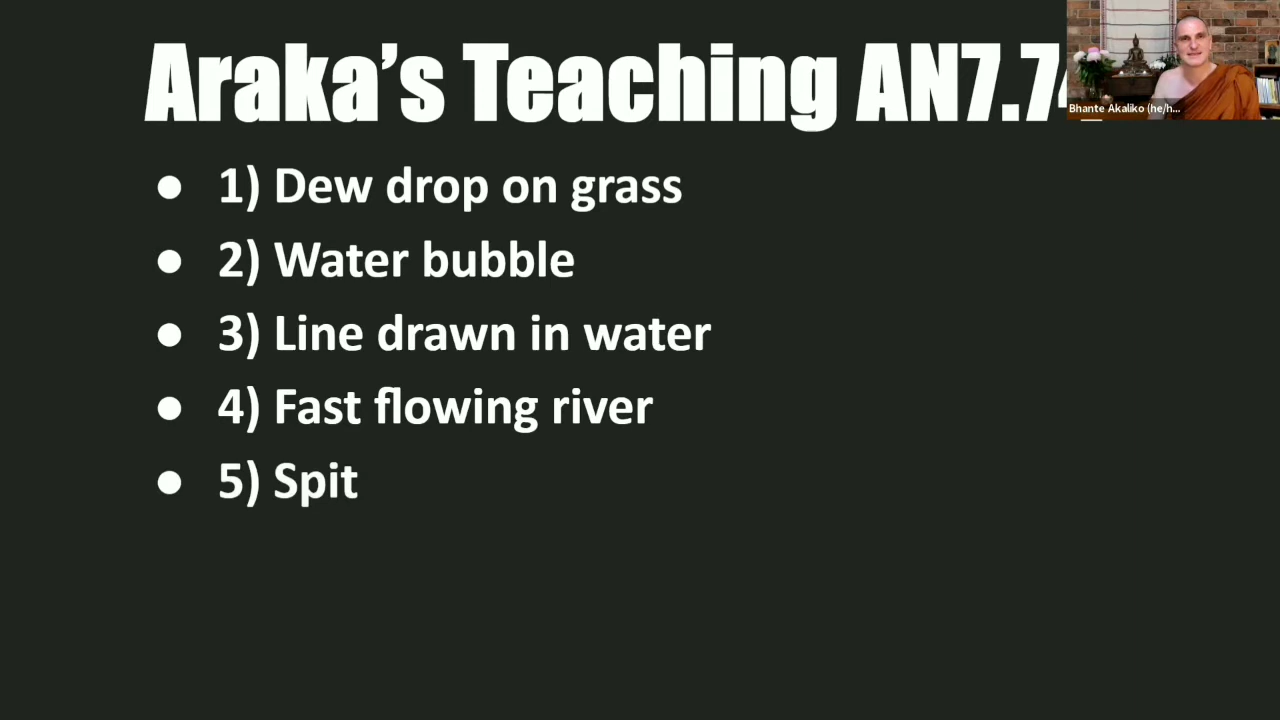 Araka's Teaching AN7.74
Bhante Akaliko (he/h...
● 1) Dew drop on grass
● 2) Water bubble
● 3) Line drawn in water
● 4) Fast flowing river
● 5) Spit